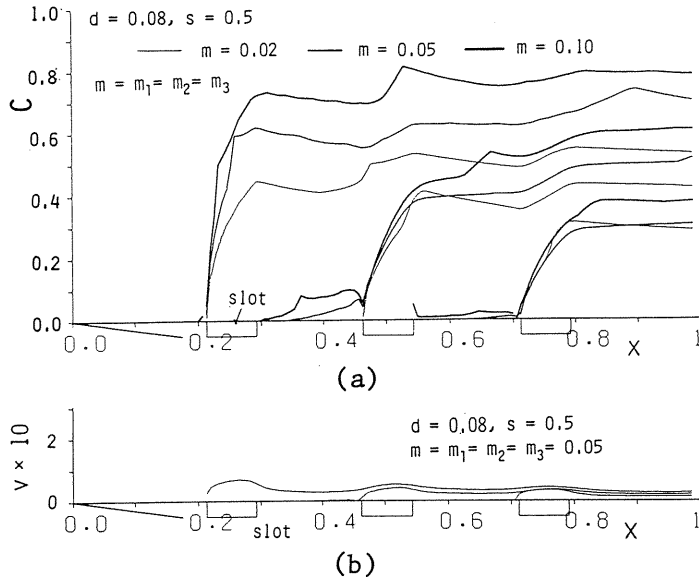 d = 0.08, s = 0.5
m = 0.02
m = 0.05
m = 0.10
m = m₁= m₂= m₃
C
1.0
0.8
0.6
0.4
0.2
0.0
slot
0.0 0.2 0.4 0.6 0.8 1
X
(a)
d = 0.08, s = 0.5
m = m₁= m₂= m₃= 0.05
V × 10
2
0
0.0 0.2 0.4 0.6 0.8 1
slot
X
(b)